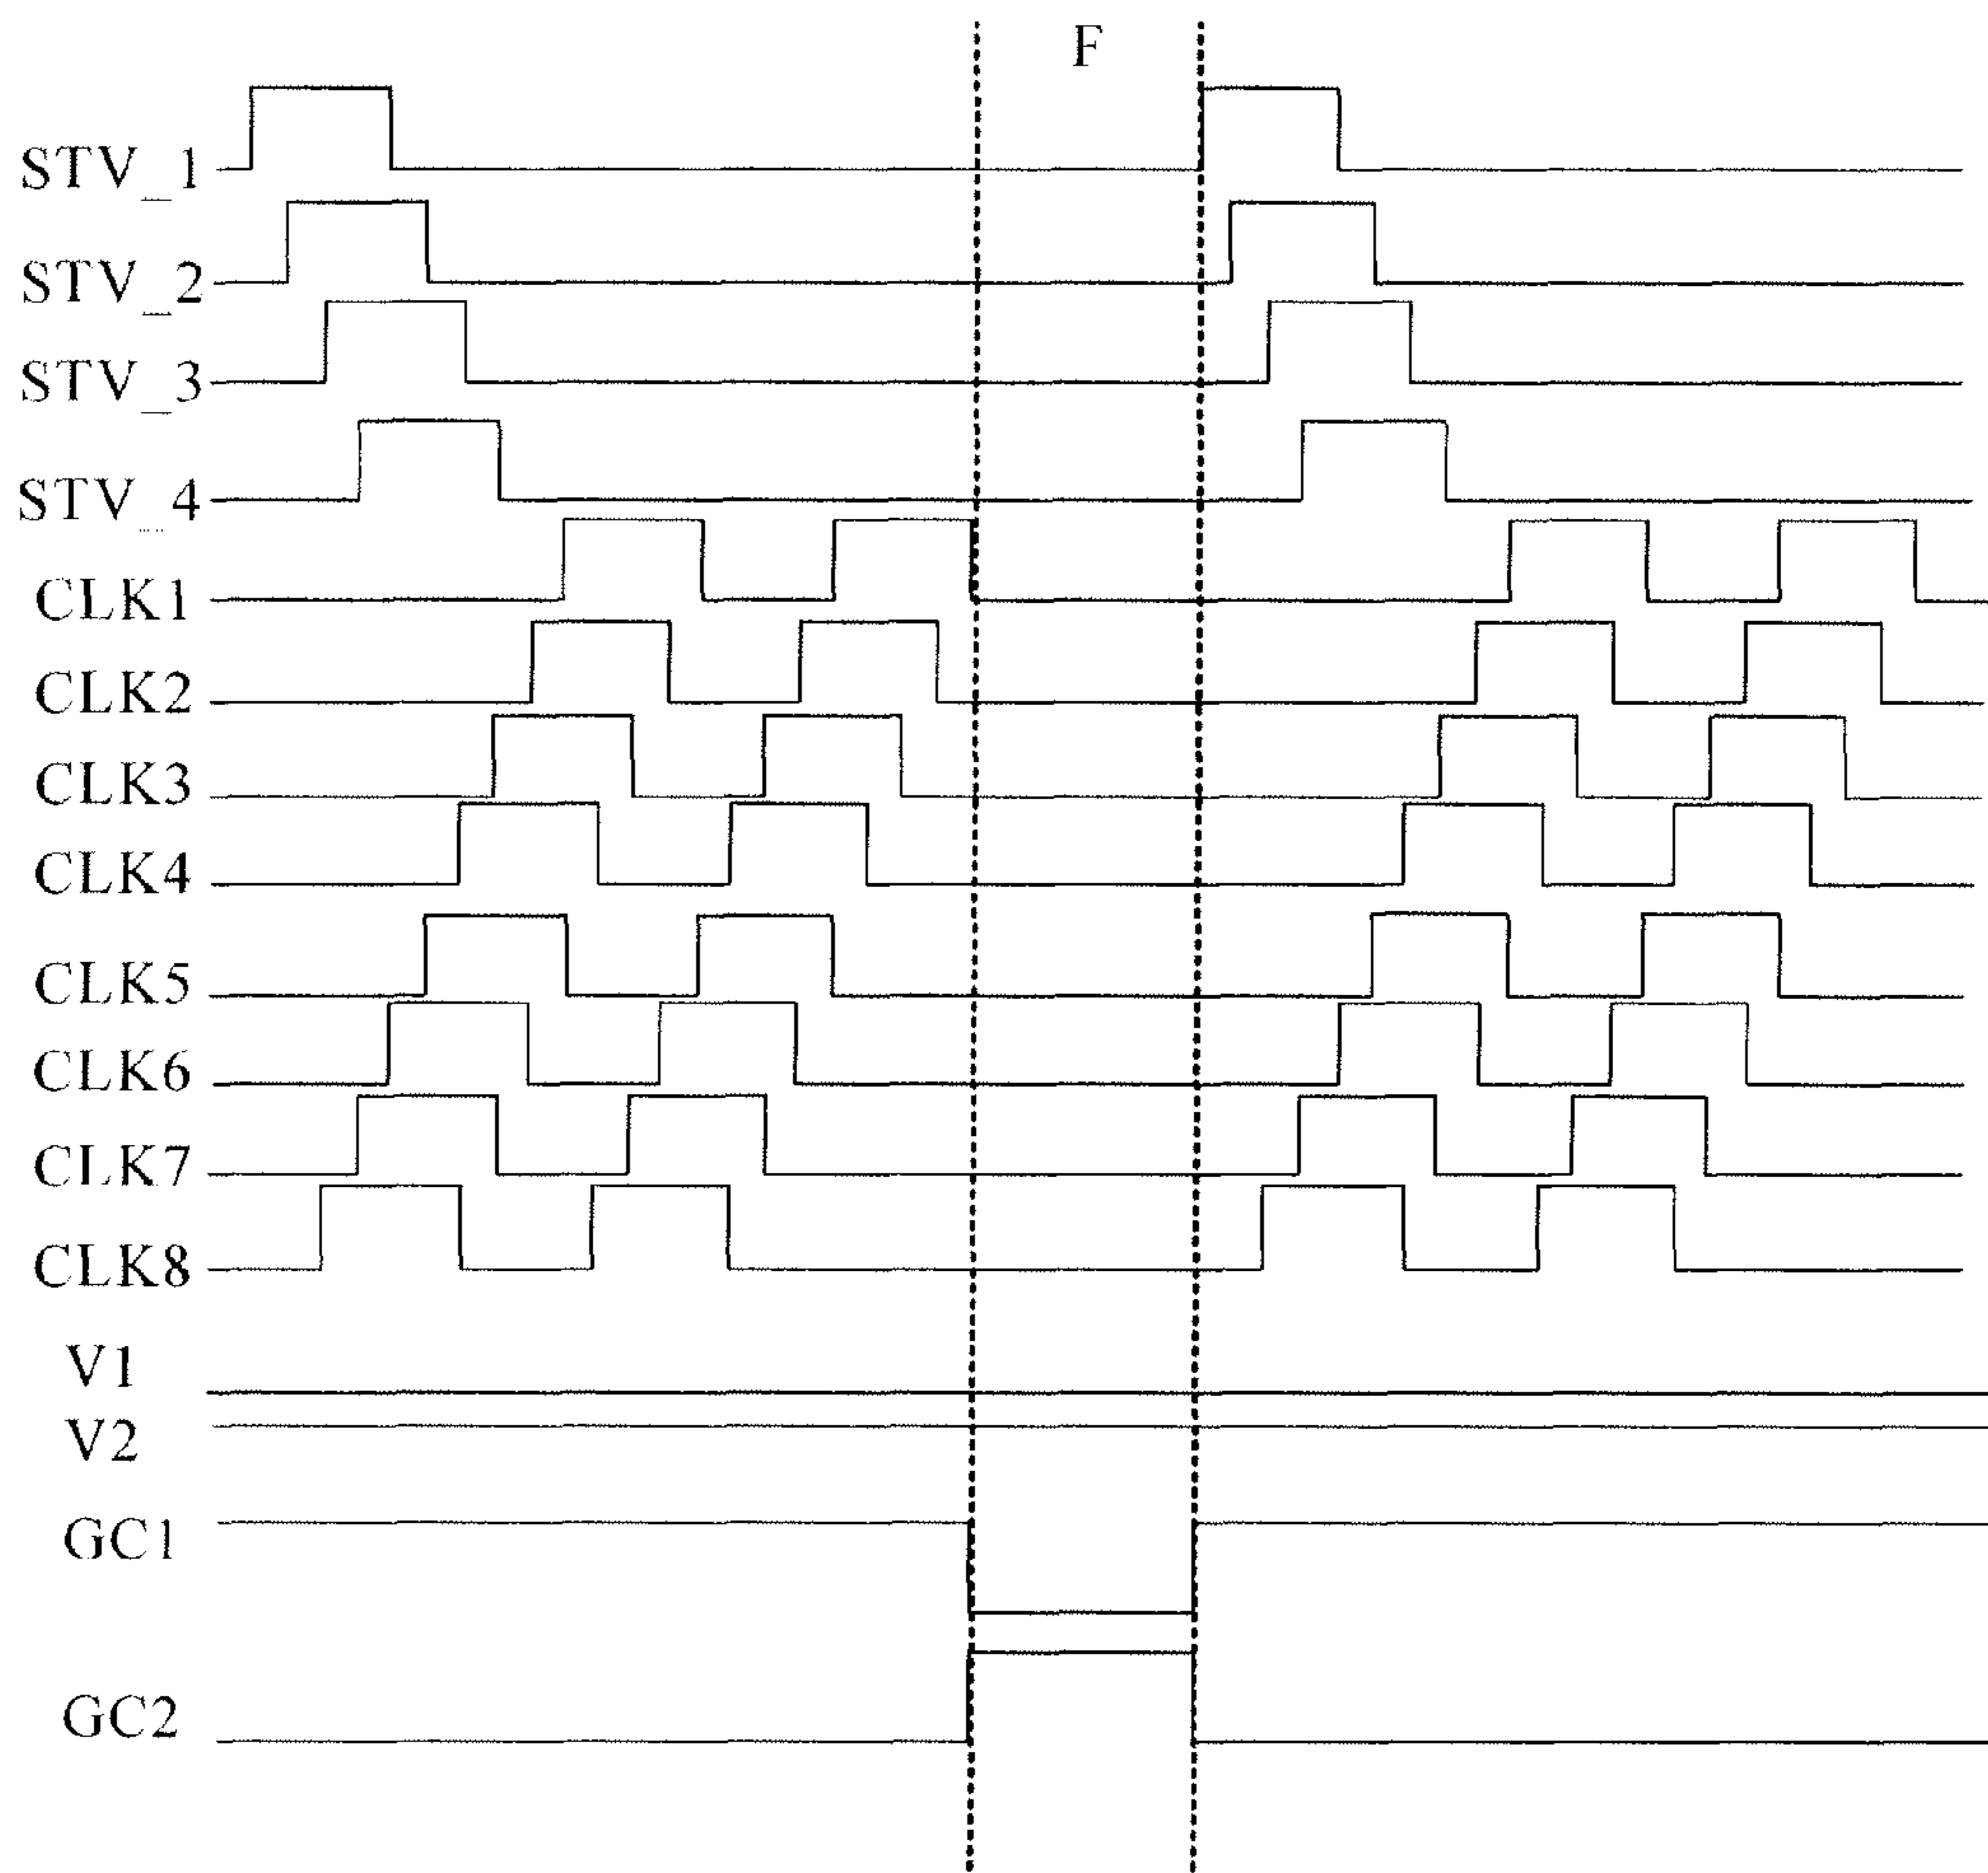 F
STV_1
STV_2
STV_3
STV_4
CLK1
CLK2
CLK3
CLK4
CLK5
CLK6
CLK7
CLK8
V1
V2
GC1
GC2